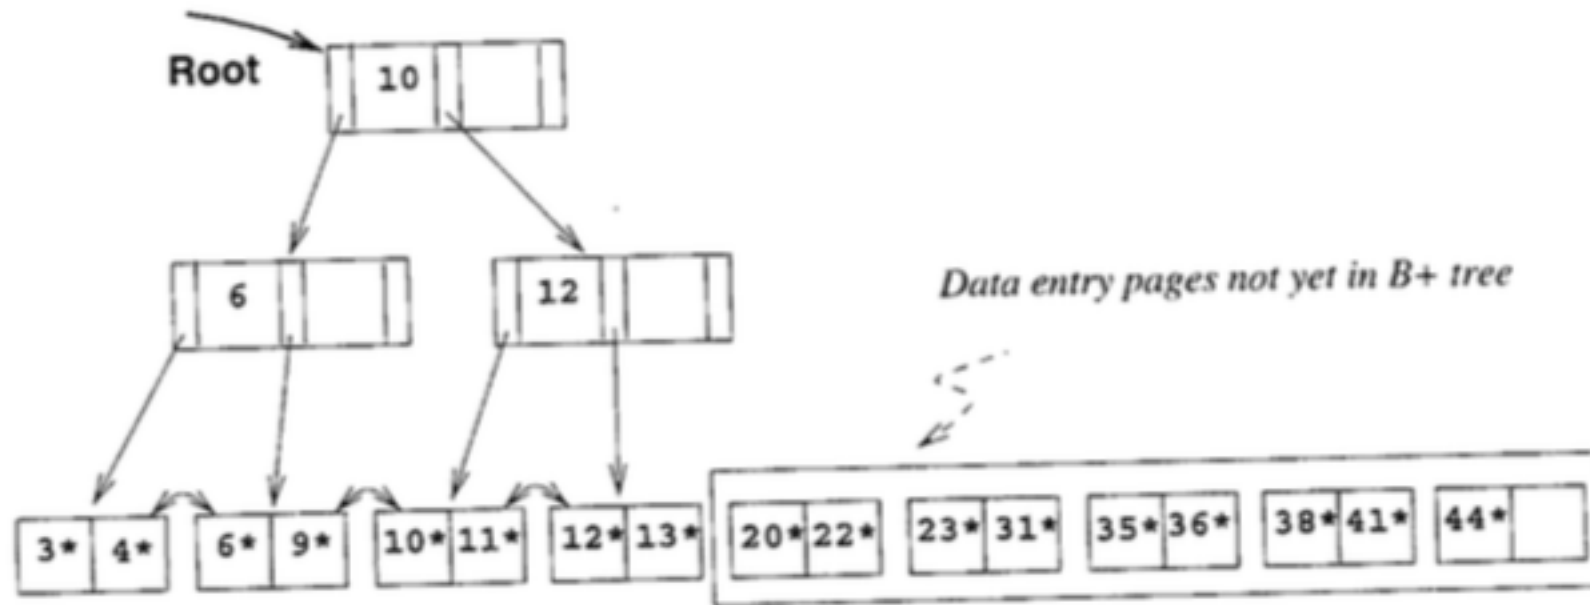 Root
10
6
12
Data entry pages not yet in B+ tree
3* 4* 6* 9* 10* 11* 12* 13* 20* 22* 23* 31* 35* 36* 38* 41* 44*